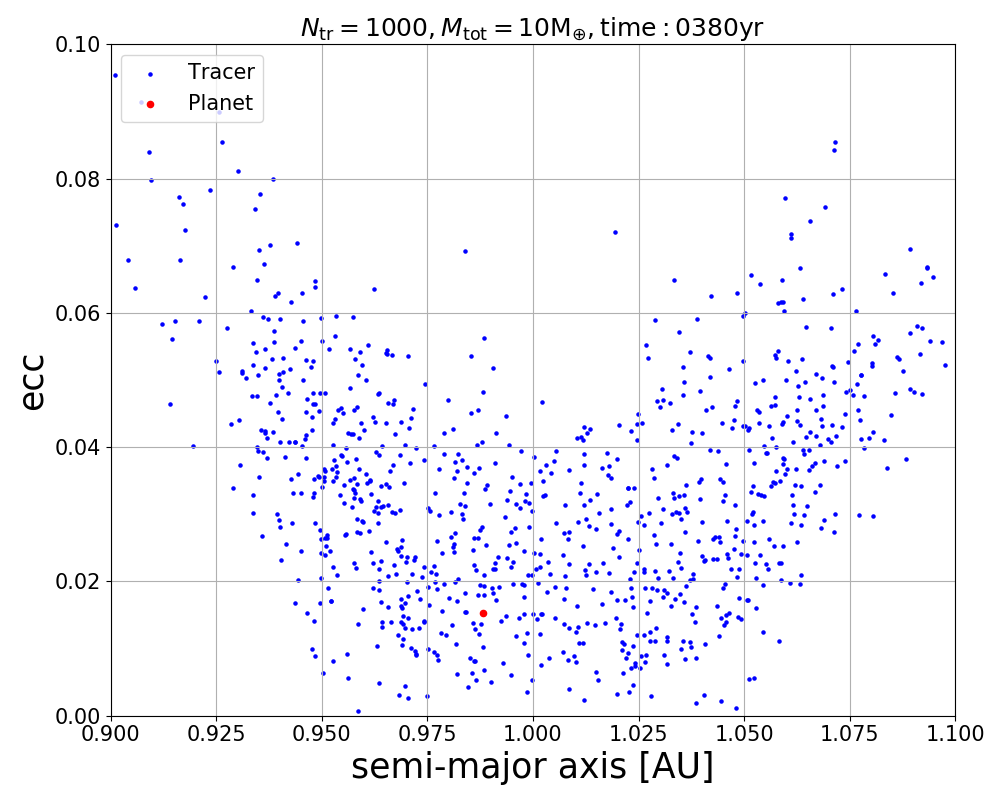 N_tr = 1000, M_tot = 10M_⊕, time : 0380yr
0.10
0.08
0.06
0.04
0.02
0.00
ecc
Tracer
Planet
0.900 0.925 0.950 0.975 1.000 1.025 1.050 1.075 1.100
semi-major axis [AU]